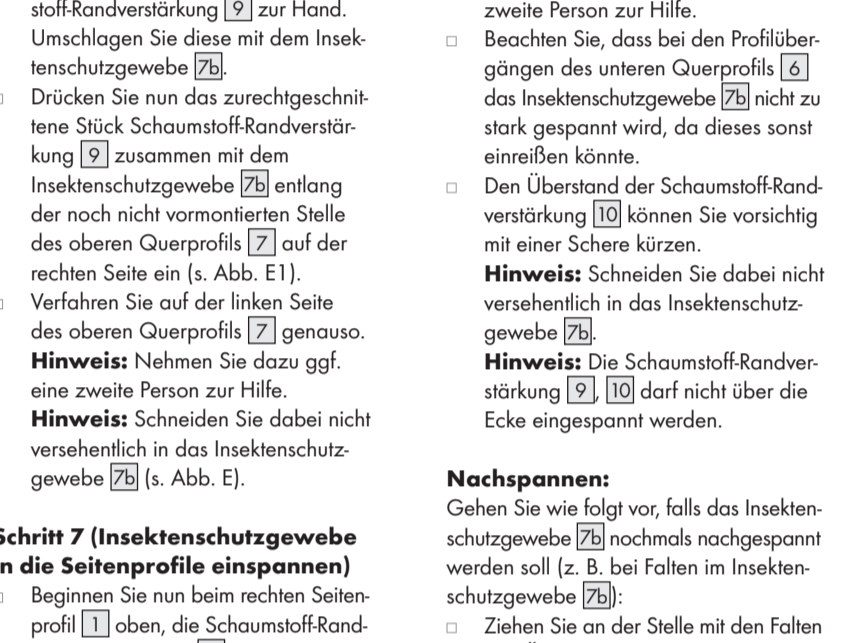 stoff-Randverstärkung 9 zur Hand.
Umschlagen Sie diese mit dem Insek-
tenschutzgewebe 7b.
Drücken Sie nun das zurechtgeschnit-
tene Stück Schaumstoff-Randverstär-
kung 9 zusammen mit dem
Insektenschutzgewebe 7b entlang
der noch nicht vormontierten Stelle
des oberen Querprofils 7 auf der
rechten Seite ein (s. Abb. E1).
Verfahren Sie auf der linken Seite
des oberen Querprofils 7 genauso.
Hinweis: Nehmen Sie dazu ggf.
eine zweite Person zur Hilfe.
Hinweis: Schneiden Sie dabei nicht
versehentlich in das Insektenschutz-
gewebe 7b (s. Abb. E).
Schritt 7 (Insektenschutzgewebe
in die Seitenprofile einspannen)
Beginnen Sie nun beim rechten Seiten-
profil 1 oben, die Schaumstoff-Rand-
zweite Person zur Hilfe.
□ Beachten Sie, dass bei den Profilüber-
gängen des unteren Querprofils 6
das Insektenschutzgewebe 7b nicht zu
stark gespannt wird, da dieses sonst
einreißen könnte.
□ Den Überstand der Schaumstoff-Rand-
verstärkung 10 können Sie vorsichtig
mit einer Schere kürzen.
Hinweis: Schneiden Sie dabei nicht
versehentlich in das Insektenschutz-
gewebe 7b.
Hinweis: Die Schaumstoff-Randver-
stärkung 9, 10 darf nicht über die
Ecke eingespannt werden.
Nachspannen:
Gehen Sie wie folgt vor, falls das Insekten-
schutzgewebe 7b nochmals nachgespannt
werden soll (z. B. bei Falten im Insekten-
schutzgewebe 7b):
□ Ziehen Sie an der Stelle mit den Falten